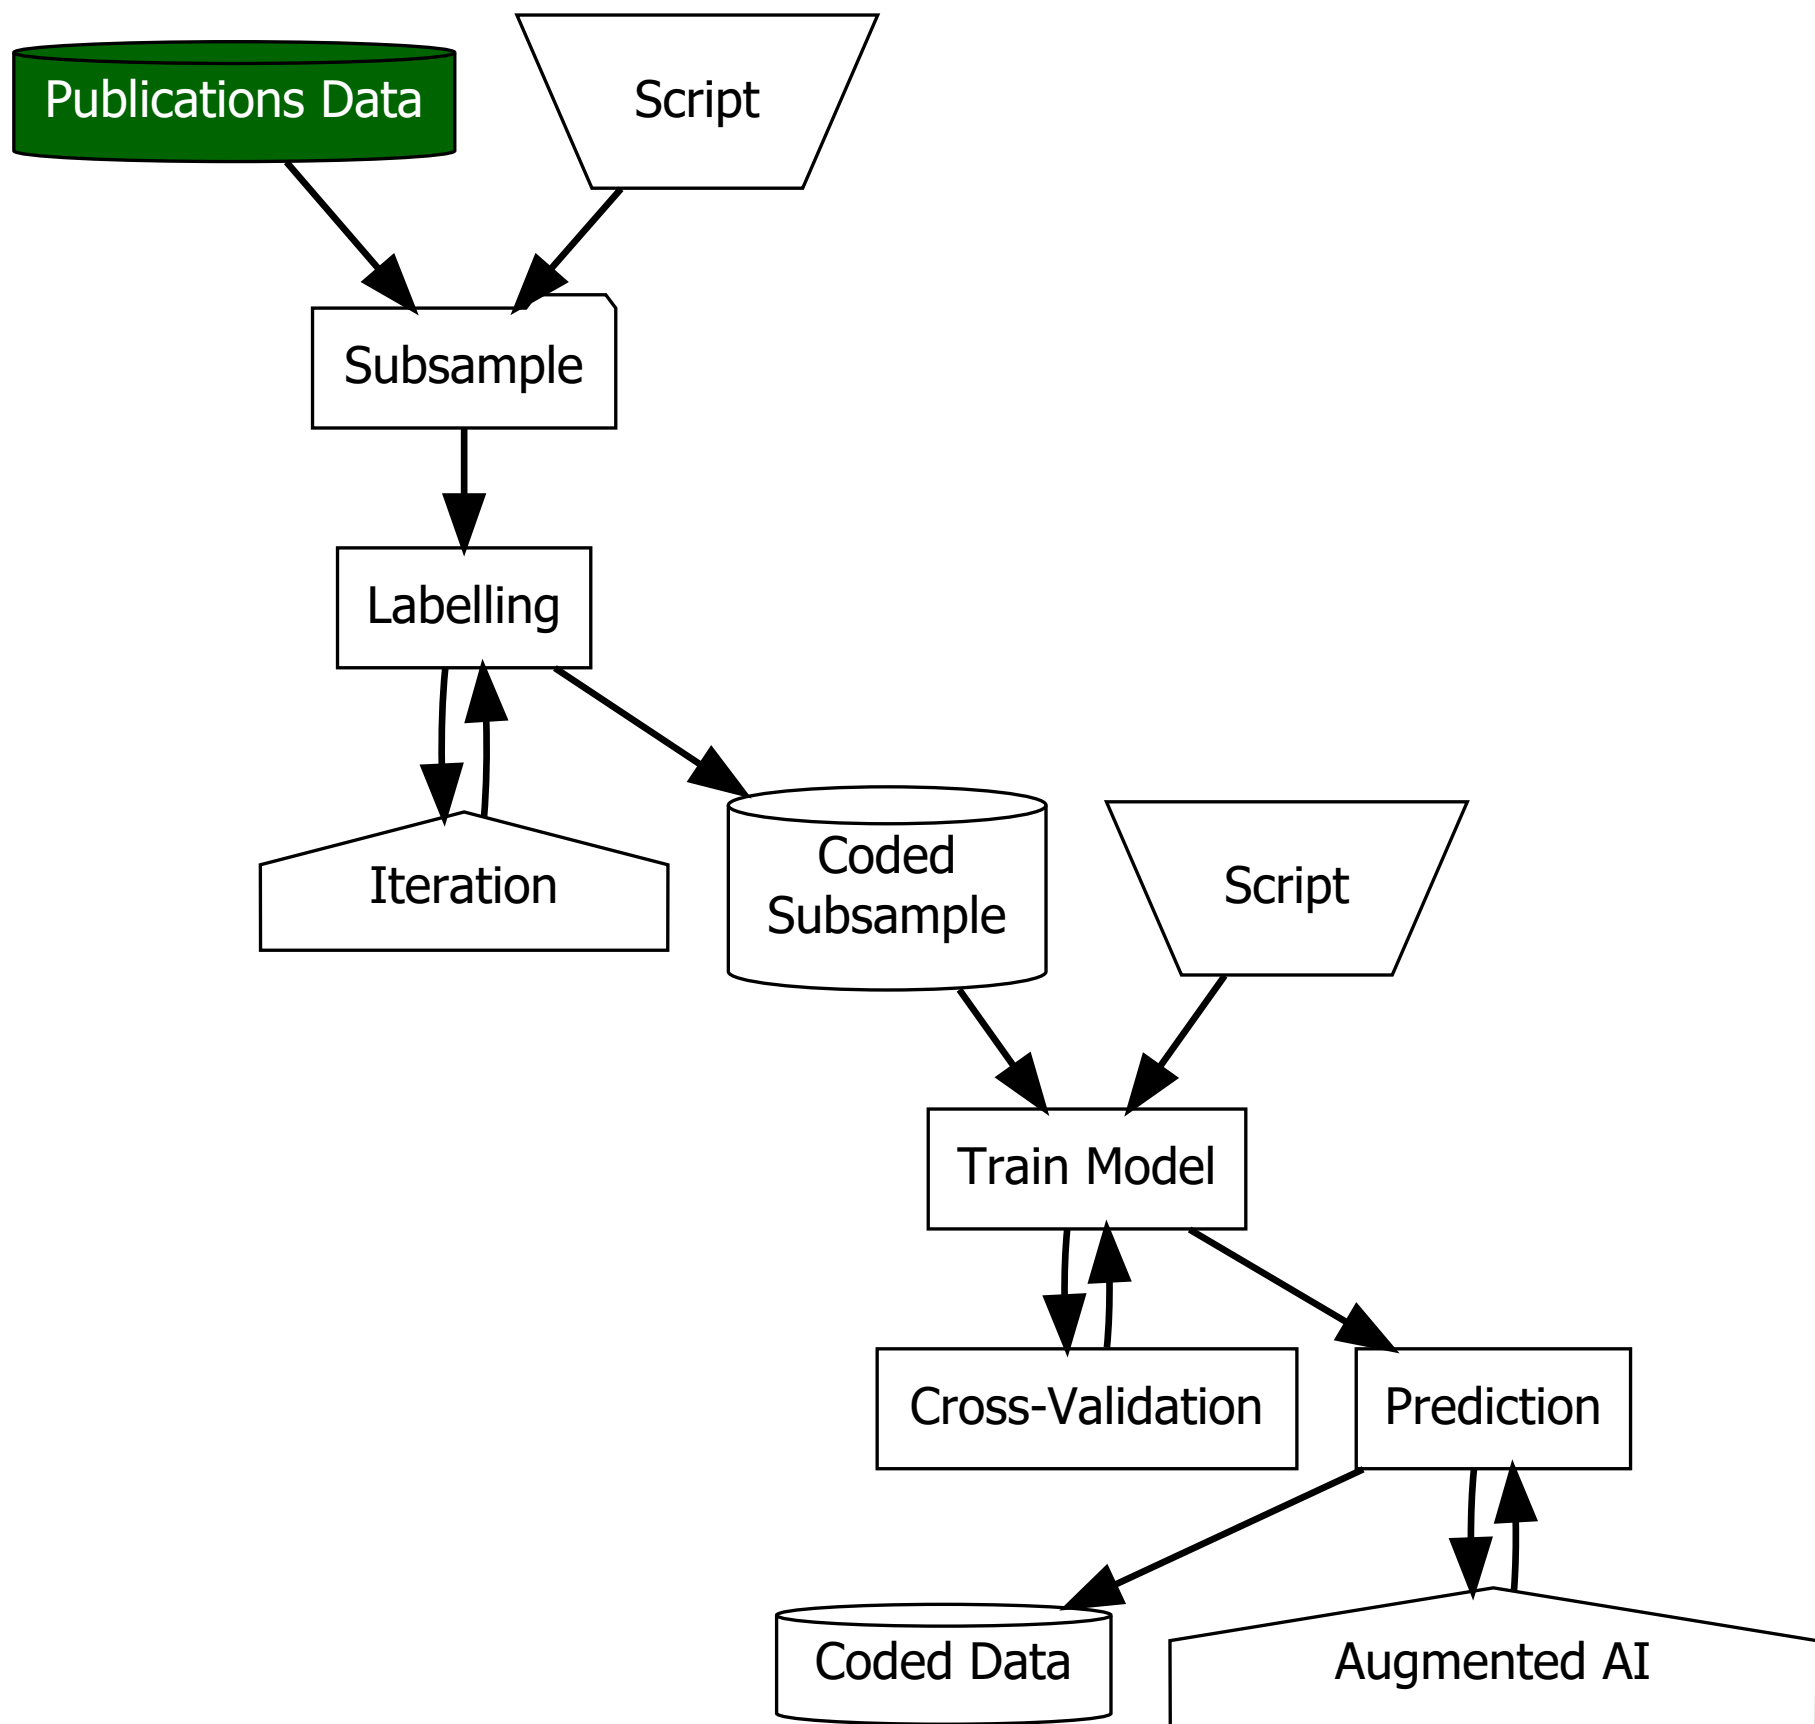 Publications Data
Script
Subsample
Labelling
Iteration
Coded
Subsample
Script
Train Model
Cross-Validation
Prediction
Coded Data
Augmented AI